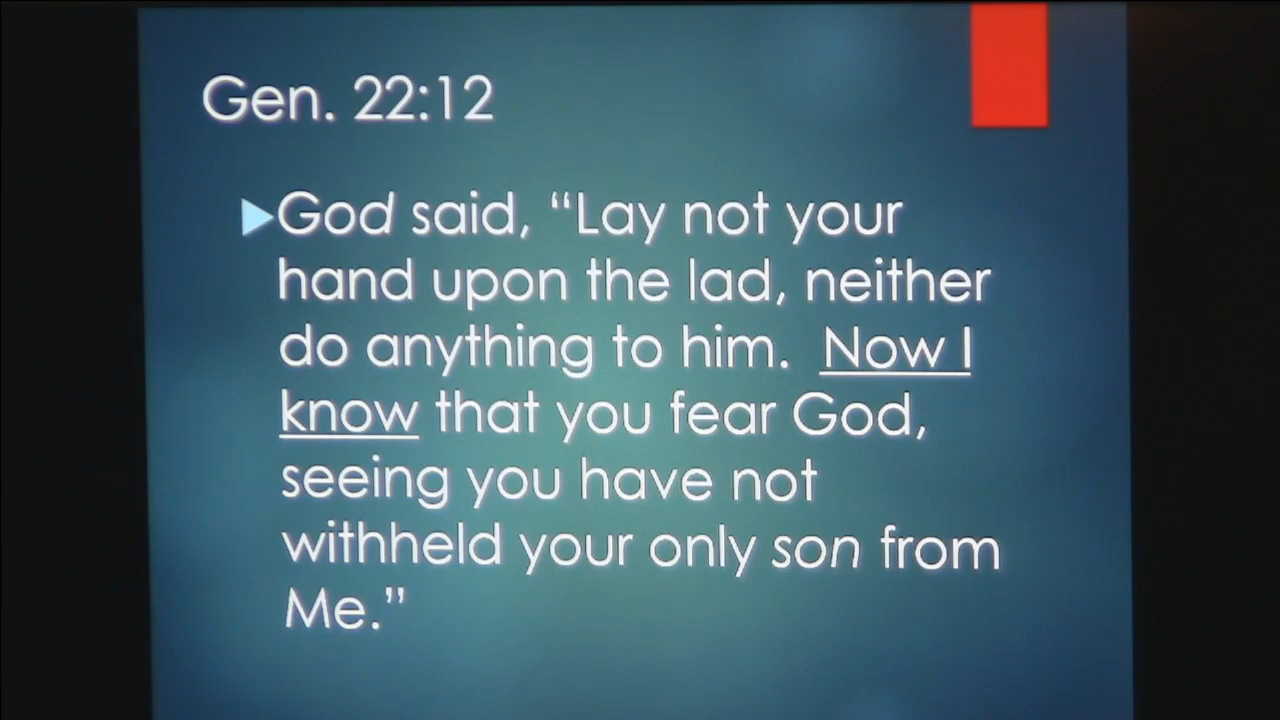 Gen. 22:12
God said, “Lay not your
hand upon the lad, neither
do anything to him.  Now I
know that you fear God,
seeing you have not
withheld your only son from
Me.”